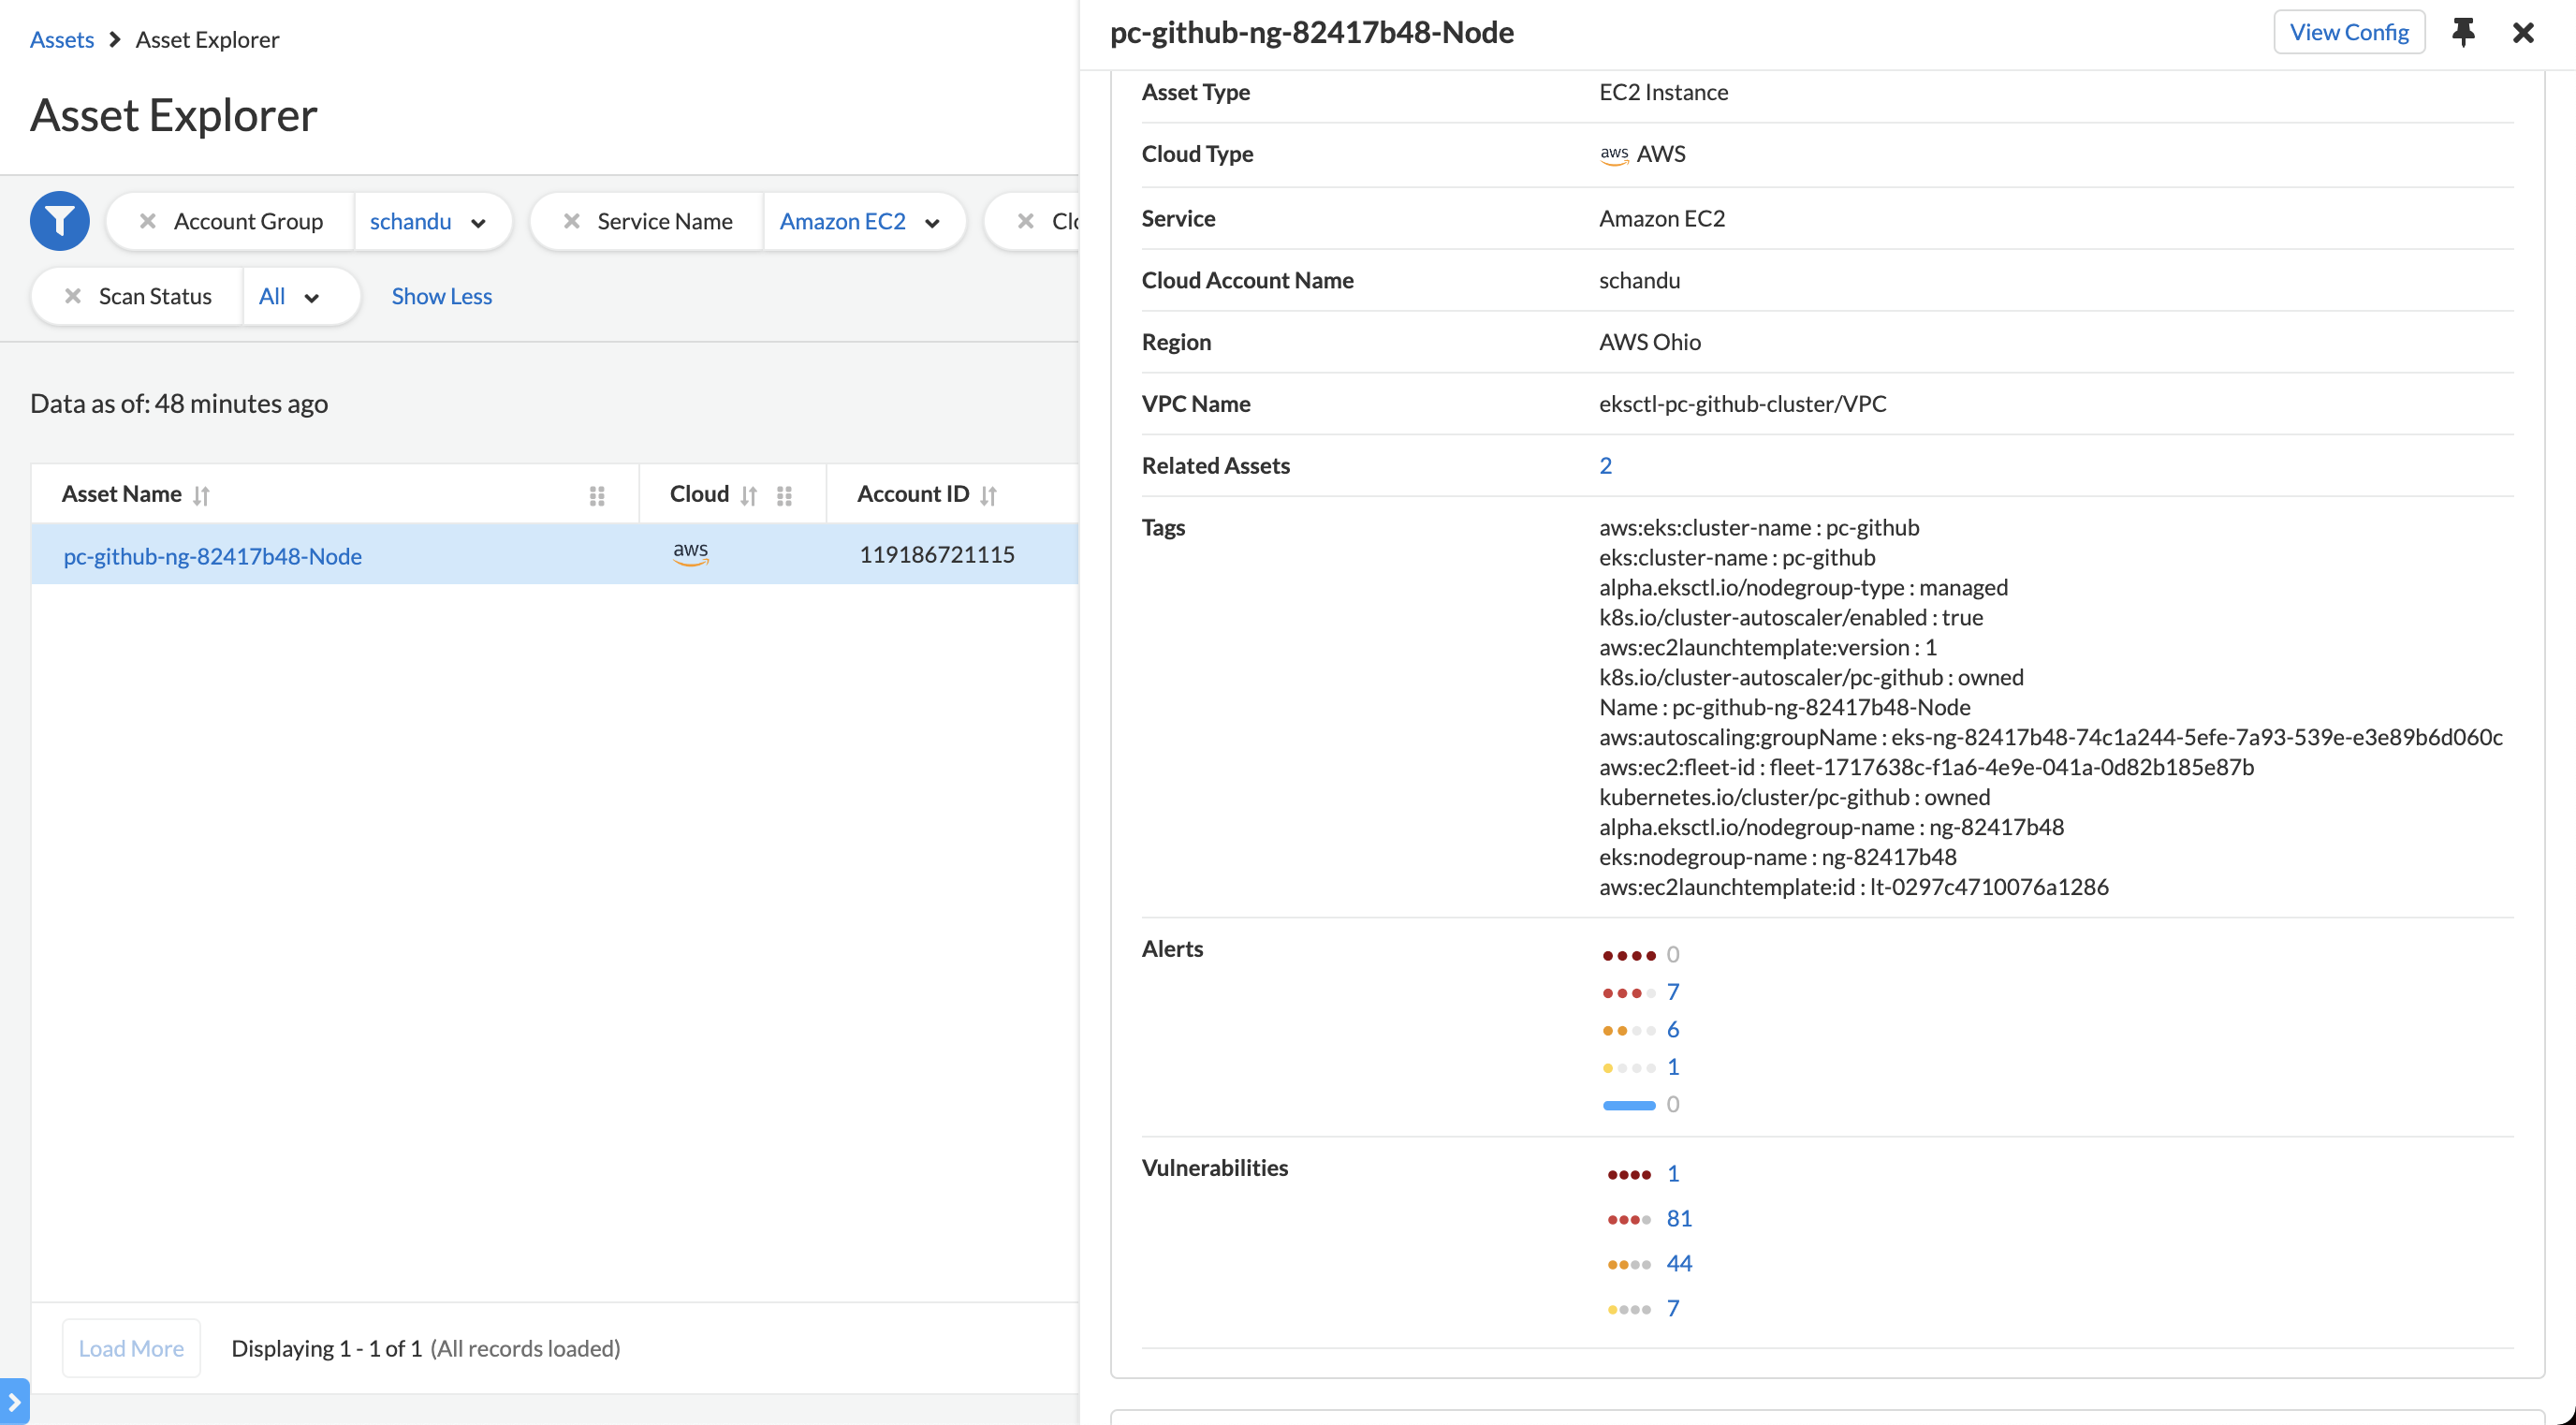 Assets > Asset Explorer
Asset Explorer
Account Group schandu
Service Name Amazon EC2
Scan Status All
Show Less
Data as of: 48 minutes ago
Asset Name Cloud Account ID
pc-github-ng-82417b48-Node aws 119186721115
Load More Displaying 1 - 1 of 1 (All records loaded)
pc-github-ng-82417b48-Node View Config
Asset Type EC2 Instance
Cloud Type aws AWS
Service Amazon EC2
Cloud Account Name schandu
Region AWS Ohio
VPC Name eksctl-pc-github-cluster/VPC
Related Assets 2
Tags aws:eks:cluster-name : pc-github
eks:cluster-name : pc-github
alpha.eksctl.io/nodegroup-type : managed
k8s.io/cluster-autoscaler/enabled : true
aws:ec2launchtemplate:version : 1
k8s.io/cluster-autoscaler/pc-github : owned
Name : pc-github-ng-82417b48-Node
aws:autoscaling:groupName : eks-ng-82417b48-74c1a244-5efe-7a93-539e-e3e89b6d060c
aws:ec2:fleet-id : fleet-1717638c-f1a6-4e9e-041a-0d82b185e87b
kubernetes.io/cluster/pc-github : owned
alpha.eksctl.io/nodegroup-name : ng-82417b48
eks:nodegroup-name : ng-82417b48
aws:ec2launchtemplate:id : lt-0297c4710076a1286
Alerts 0
7
6
1
0
Vulnerabilities 1
81
44
7